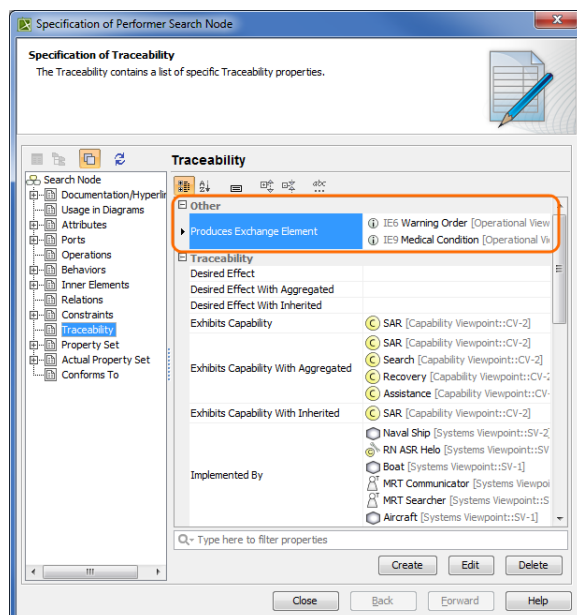 Specification of Performer Search Node
Specification of Traceability
The Traceability contains a list of specific Traceability properties.
Search Node
Documentation/Hyperlin
Usage in Diagrams
Attributes
Ports
Operations
Behaviors
Inner Elements
Relations
Constraints
Traceability
Property Set
Actual Property Set
Conforms To
Traceability
Other
Produces Exchange Element
IE6 Warning Order [Operational View
IE9 Medical Condition [Operational Vi
Traceability
Desired Effect
Desired Effect With Aggregated
Desired Effect With Inherited
Exhibits Capability
SAR [Capability Viewpoint::CV-2]
Exhibits Capability With Aggregated
SAR [Capability Viewpoint::CV-2]
Search [Capability Viewpoint::CV-2]
Recovery [Capability Viewpoint::CV-2
Assistance [Capability Viewpoint::CV-
Exhibits Capability With Inherited
SAR [Capability Viewpoint::CV-2]
Implemented By
Naval Ship [Systems Viewpoint::SV-2
RN ASR Helo [Systems Viewpoint::SV
Boat [Systems Viewpoint::SV-1]
MRT Communicator [Systems Viewpoi
MRT Searcher [Systems Viewpoint::S
Aircraft [Systems Viewpoint::SV-1]
Type here to filter properties
Create
Edit
Delete
Close
Back
Forward
Help